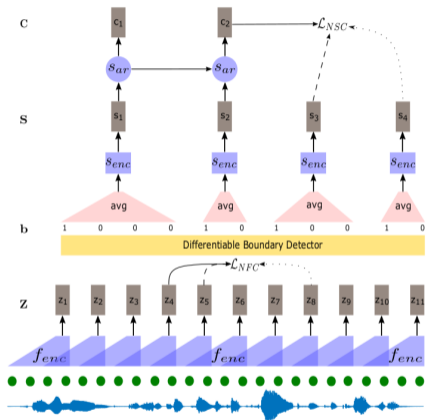 C c₁ c₂ ℒ_NSC
s_ar s_ar
S s₁ s₂ s₃ s₄
s_enc s_enc s_enc s_enc
avg avg avg avg
b 1 0 0 0 1 0 1 0 0 1 0
Differentiable Boundary Detector
ℒ_NFC
Z z₁ z₂ z₃ z₄ z₅ z₆ z₇ z₈ z₉ z₁₀ z₁₁
f_enc f_enc f_enc